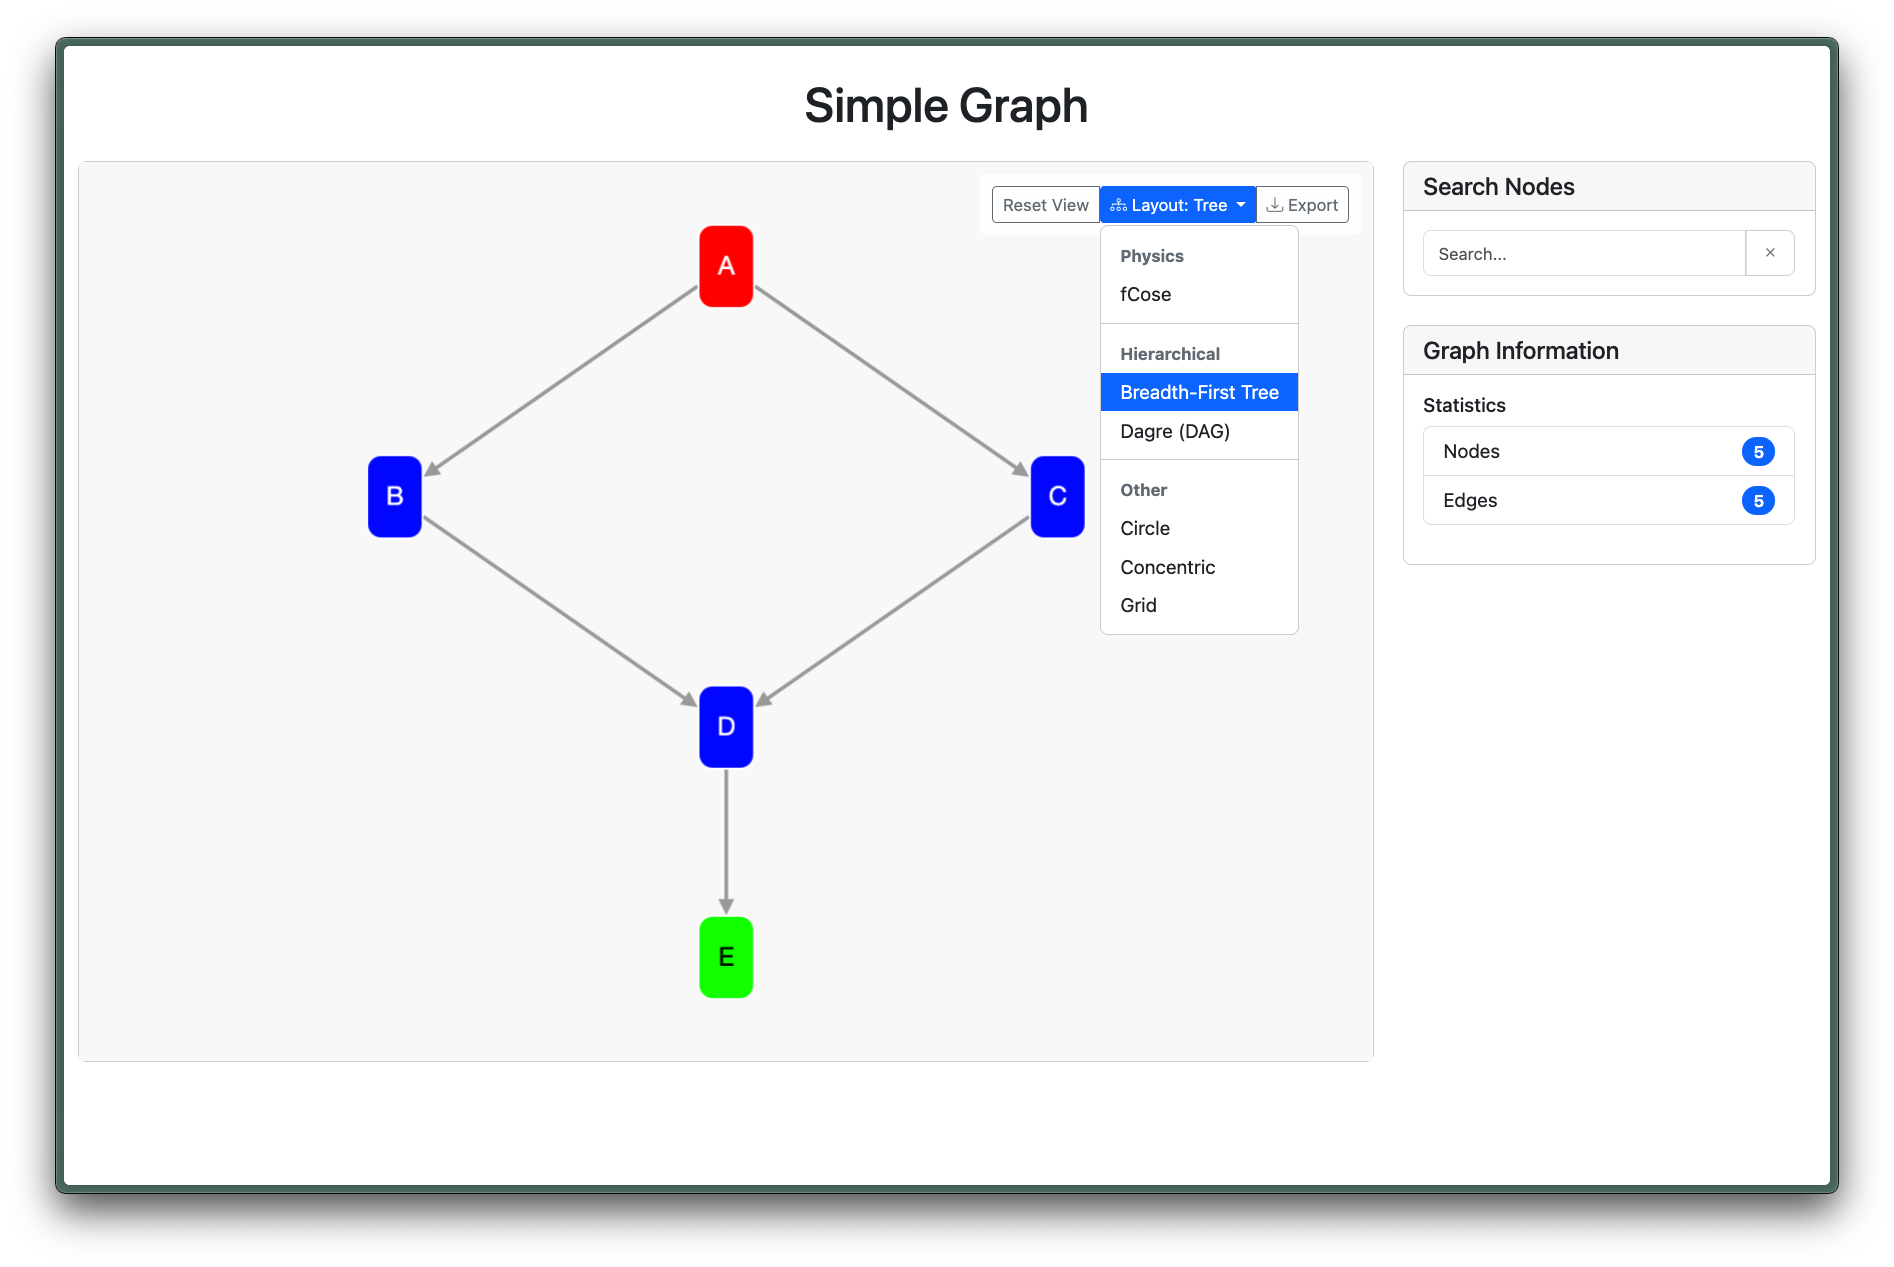 Simple Graph
Reset View
Layout: Tree
Export
Physics
fCose
Hierarchical
Breadth-First Tree
Dagre (DAG)
Other
Circle
Concentric
Grid
A
B
C
D
E
Search Nodes
Search...
×
Graph Information
Statistics
Nodes 5
Edges 5